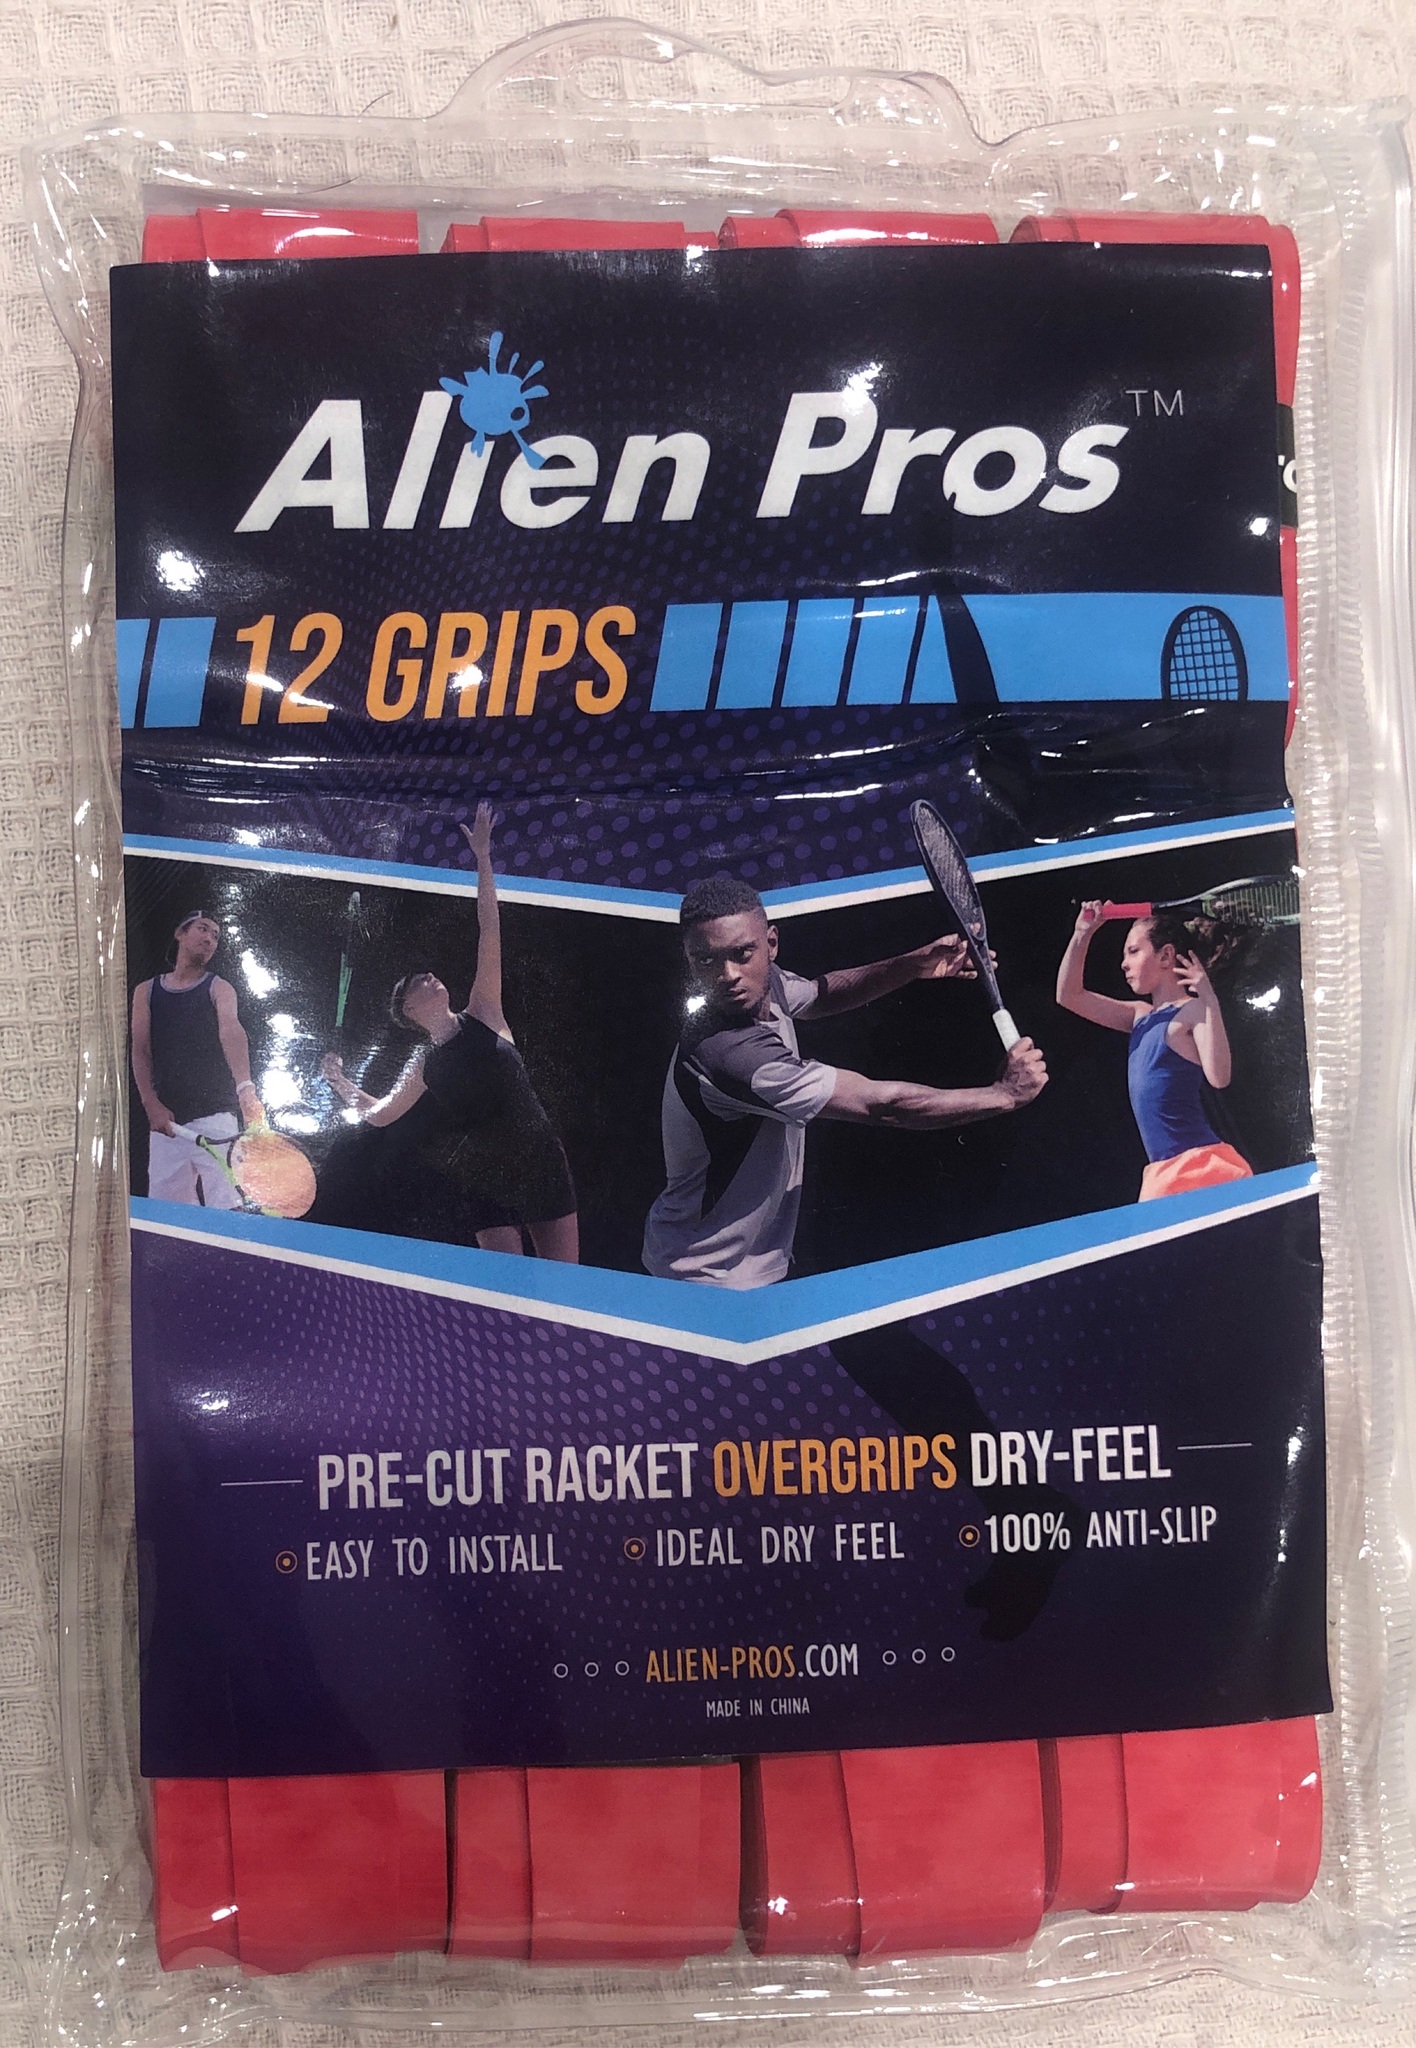 Alien Pros™
12 GRIPS
PRE-CUT RACKET OVERGRIPS DRY-FEEL
EASY TO INSTALL IDEAL DRY FEEL 100% ANTI-SLIP
ALIEN-PROS.COM
MADE IN CHINA